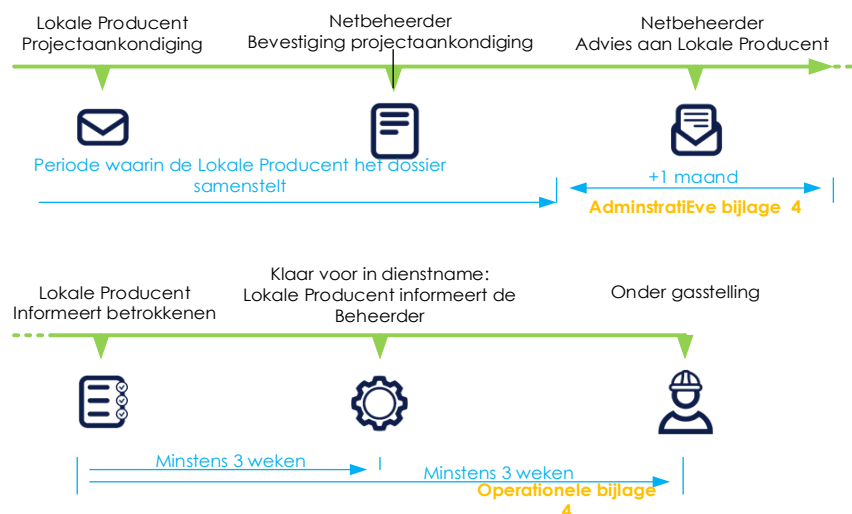 Lokale Producent
Projectaankondiging
Netbeheerder
Bevestiging projectaankondiging
Netbeheerder
Advies aan Lokale Producent
Periode waarin de Lokale Producent het dossier
samenstelt
+1 maand
AdminstratiEve bijlage 4
Lokale Producent
Informeert betrokkenen
Klaar voor in dienstname:
Lokale Producent informeert de
Beheerder
Onder gasstelling
Minstens 3 weken
Minstens 3 weken
Operationele bijlage
4